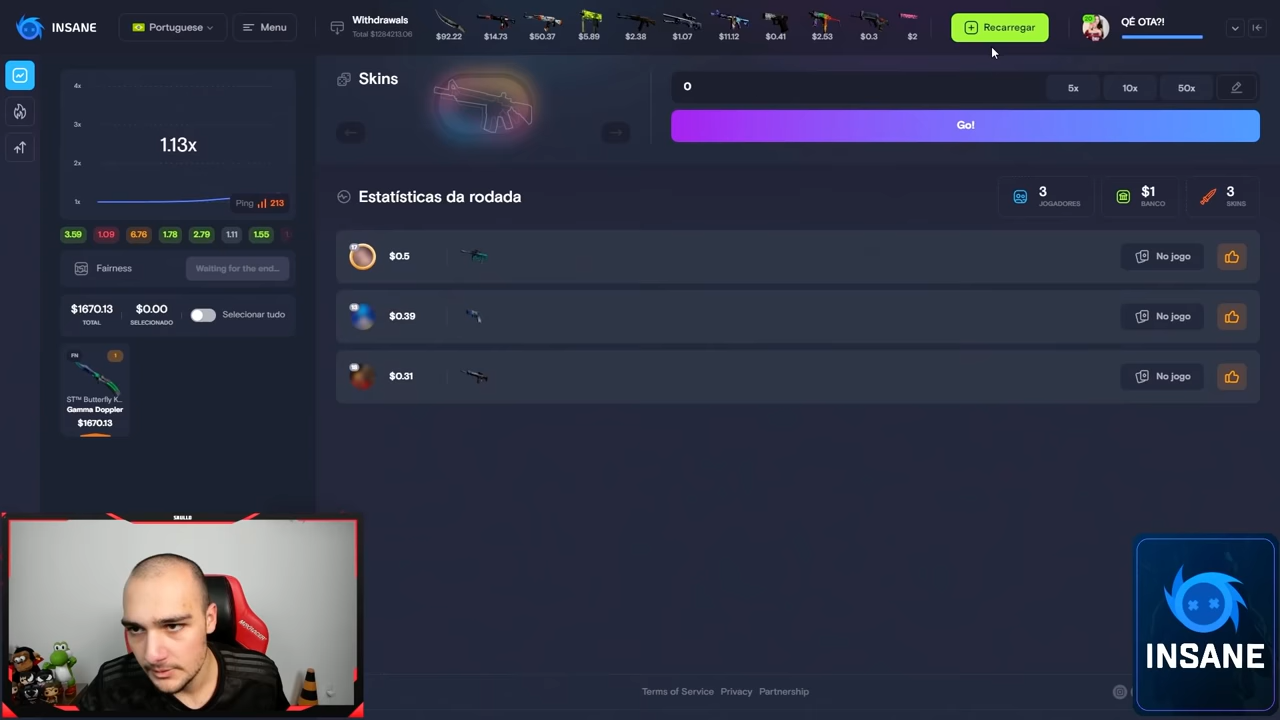 INSANE
Portuguese
Menu
Withdrawals
Total $1284213.06
$92.22
$14.73
$50.37
$5.89
$2.38
$1.07
$11.12
$0.41
$2.53
$0.3
$2
Recarregar
QÉ OTA?!
4x
3x
2x
1x
1.13x
Ping 213
3.59
1.09
6.76
1.78
2.79
1.11
1.55
Fairness
Waiting for the end...
$1670.13
TOTAL
$0.00
SELECIONADO
Selecionar tudo
FN
1
ST™ Butterfly K..
Gamma Doppler
$1670.13
Skins
0
5x
10x
50x
Go!
Estatísticas da rodada
3
JOGADORES
$1
BANCO
3
SKINS
17
$0.5
No jogo
$0.39
No jogo
18
$0.31
No jogo
SKULLO
Terms of Service
Privacy
Partnership
INSANE